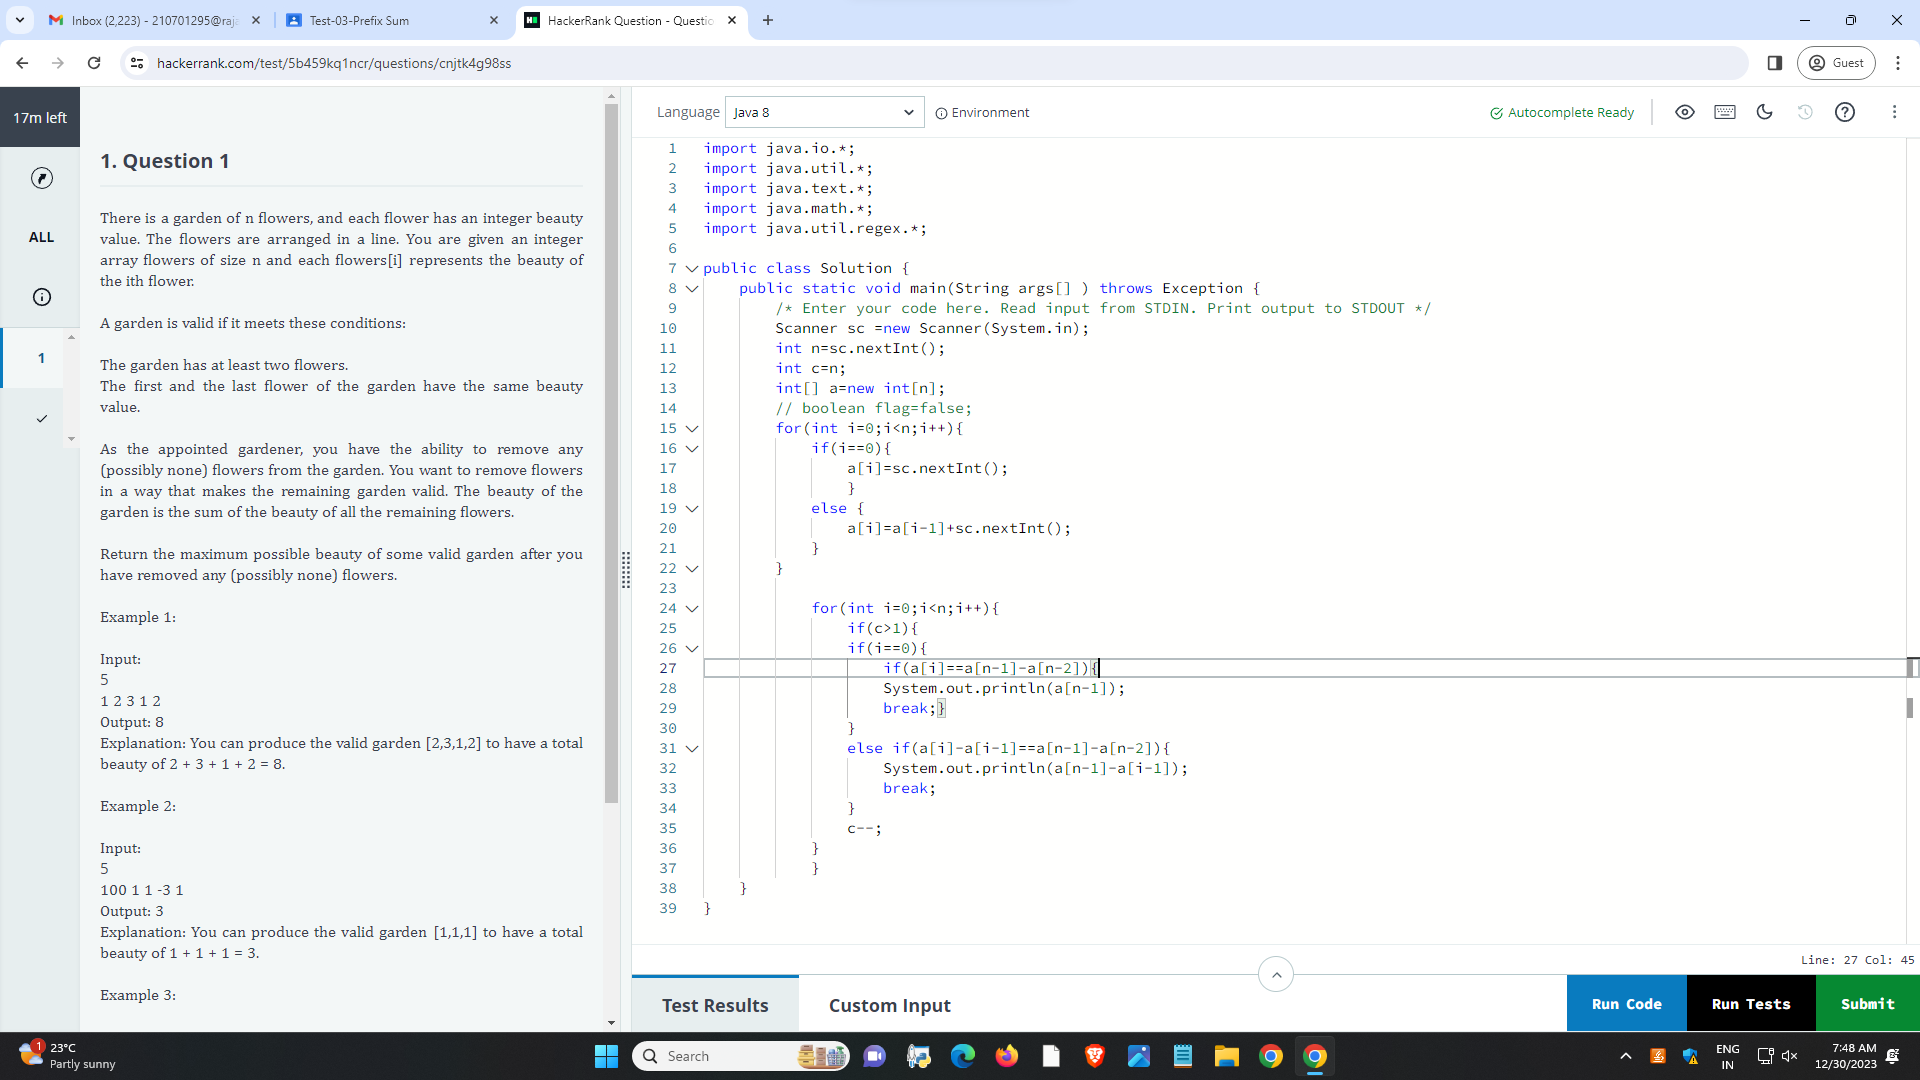 Inbox (2,223) - 210701295@raja
Test-03-Prefix Sum
HackerRank Question - Questio
hackerrank.com/test/5b459kq1ncr/questions/cnjtk4g98ss
Guest
17m left
ALL
1
1. Question 1
There is a garden of n flowers, and each flower has an integer beauty
value. The flowers are arranged in a line. You are given an integer
array flowers of size n and each flowers[i] represents the beauty of
the ith flower.
A garden is valid if it meets these conditions:
The garden has at least two flowers.
The first and the last flower of the garden have the same beauty
value.
As the appointed gardener, you have the ability to remove any
(possibly none) flowers from the garden. You want to remove flowers
in a way that makes the remaining garden valid. The beauty of the
garden is the sum of the beauty of all the remaining flowers.
Return the maximum possible beauty of some valid garden after you
have removed any (possibly none) flowers.
Example 1:
Input:
5
1 2 3 1 2
Output: 8
Explanation: You can produce the valid garden [2,3,1,2] to have a total
beauty of 2 + 3 + 1 + 2 = 8.
Example 2:
Input:
5
100 1 1 -3 1
Output: 3
Explanation: You can produce the valid garden [1,1,1] to have a total
beauty of 1 + 1 + 1 = 3.
Example 3:
Language Java 8 Environment
Autocomplete Ready
1 import java.io.*;
2 import java.util.*;
3 import java.text.*;
4 import java.math.*;
5 import java.util.regex.*;
6
7 public class Solution {
8 public static void main(String args[] ) throws Exception {
9 /* Enter your code here. Read input from STDIN. Print output to STDOUT */
10 Scanner sc =new Scanner(System.in);
11 int n=sc.nextInt();
12 int c=n;
13 int[] a=new int[n];
14 // boolean flag=false;
15 for(int i=0;i<n;i++){
16 if(i==0){
17 a[i]=sc.nextInt();
18 }
19 else {
20 a[i]=a[i-1]+sc.nextInt();
21 }
22 }
23
24 for(int i=0;i<n;i++){
25 if(c>1){
26 if(i==0){
27 if(a[i]==a[n-1]-a[n-2]){
28 System.out.println(a[n-1]);
29 break;}
30 }
31 else if(a[i]-a[i-1]==a[n-1]-a[n-2]){
32 System.out.println(a[n-1]-a[i-1]);
33 break;
34 }
35 c--;
36 }
37 }
38 }
39 }
Line: 27 Col: 45
Test Results
Custom Input
Run Code
Run Tests
Submit
1
23°C
Partly sunny
Search
ENG
IN
7:48 AM
12/30/2023